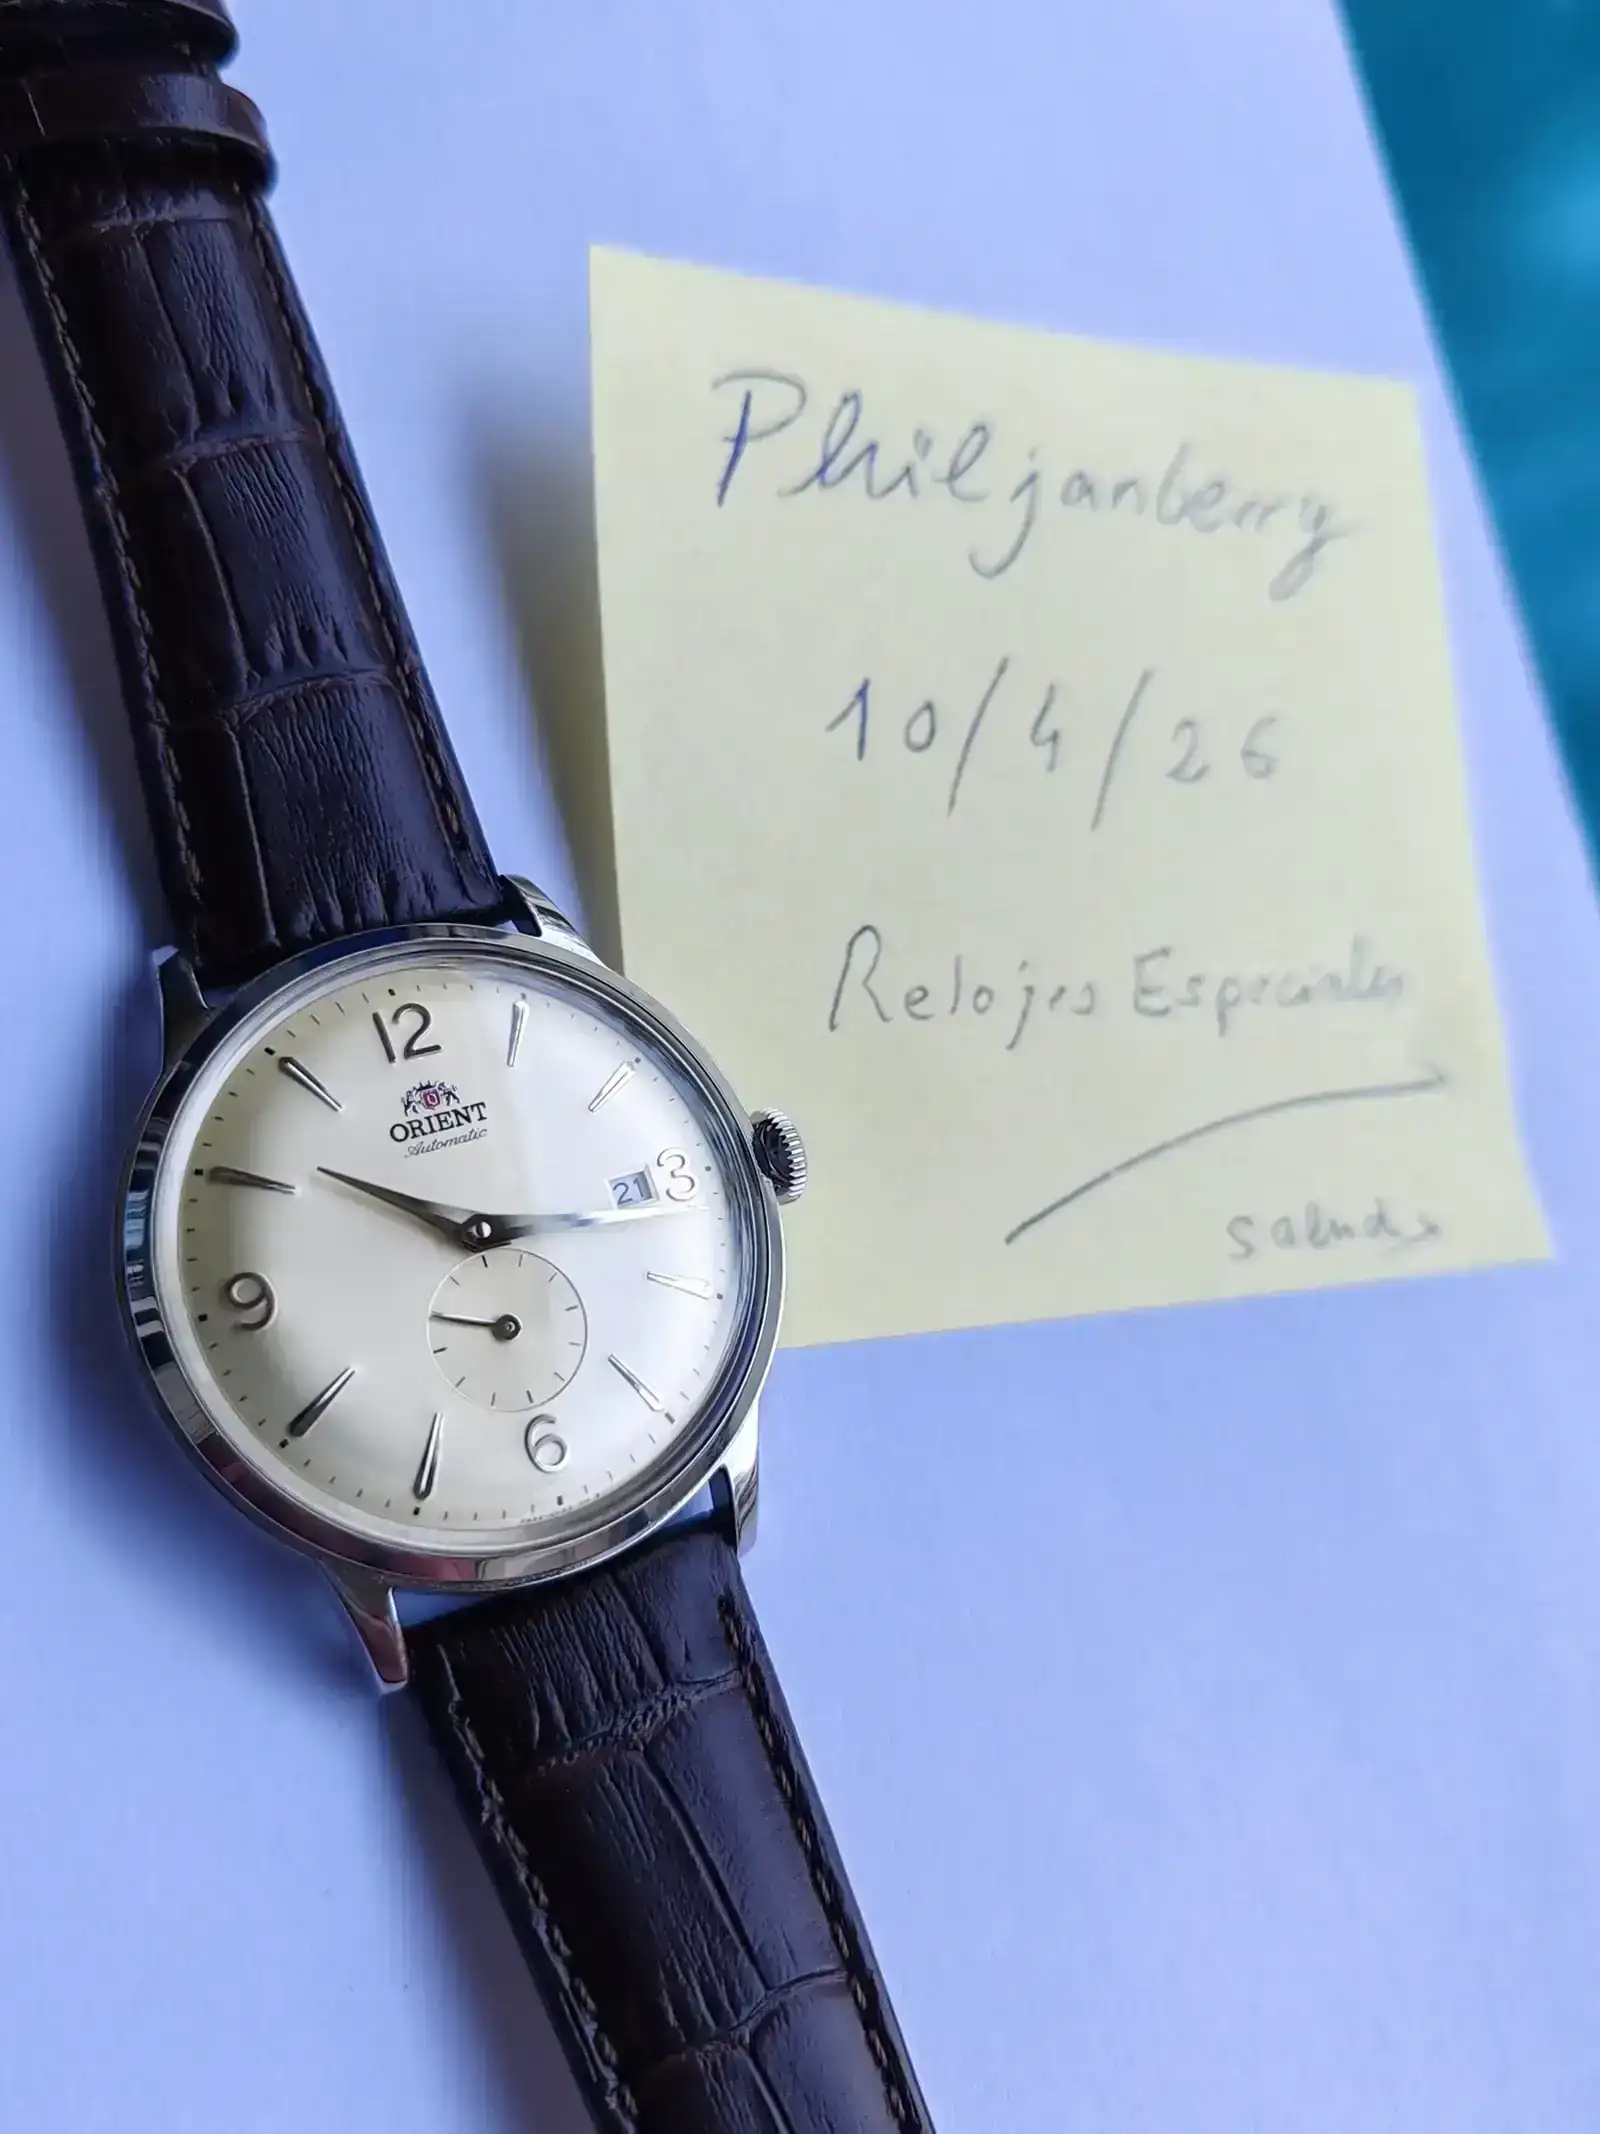 Philjanberry
10/4/26
Relojes Especiales
saludos
12
ORIENT
Automatic
21 3
9
6